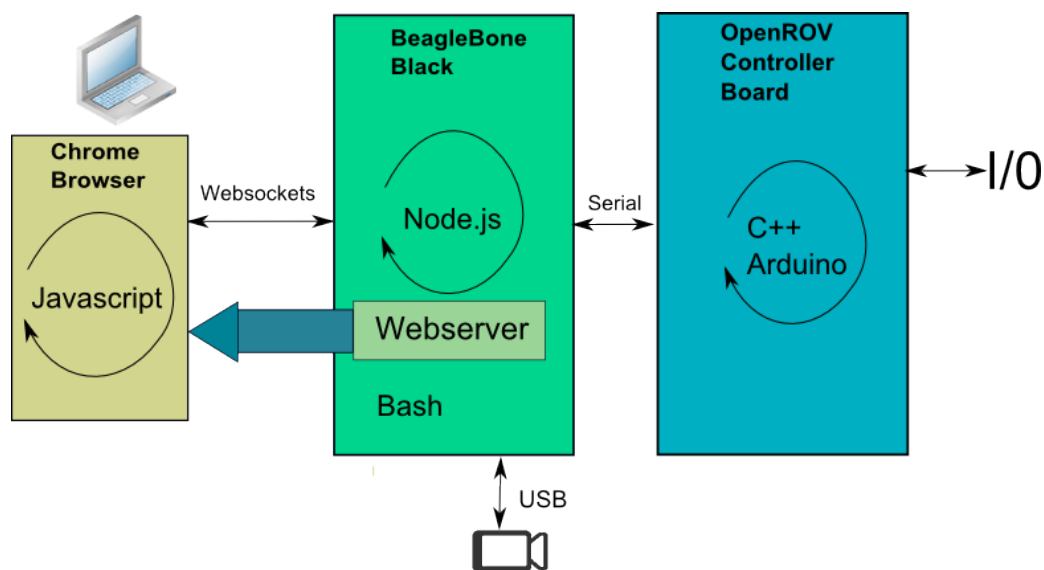 BeagleBone
Black
OpenROV
Controller
Board
Chrome
Browser
Websockets
Serial
I/0
Node.js
C++
Arduino
Javascript
Webserver
Bash
USB